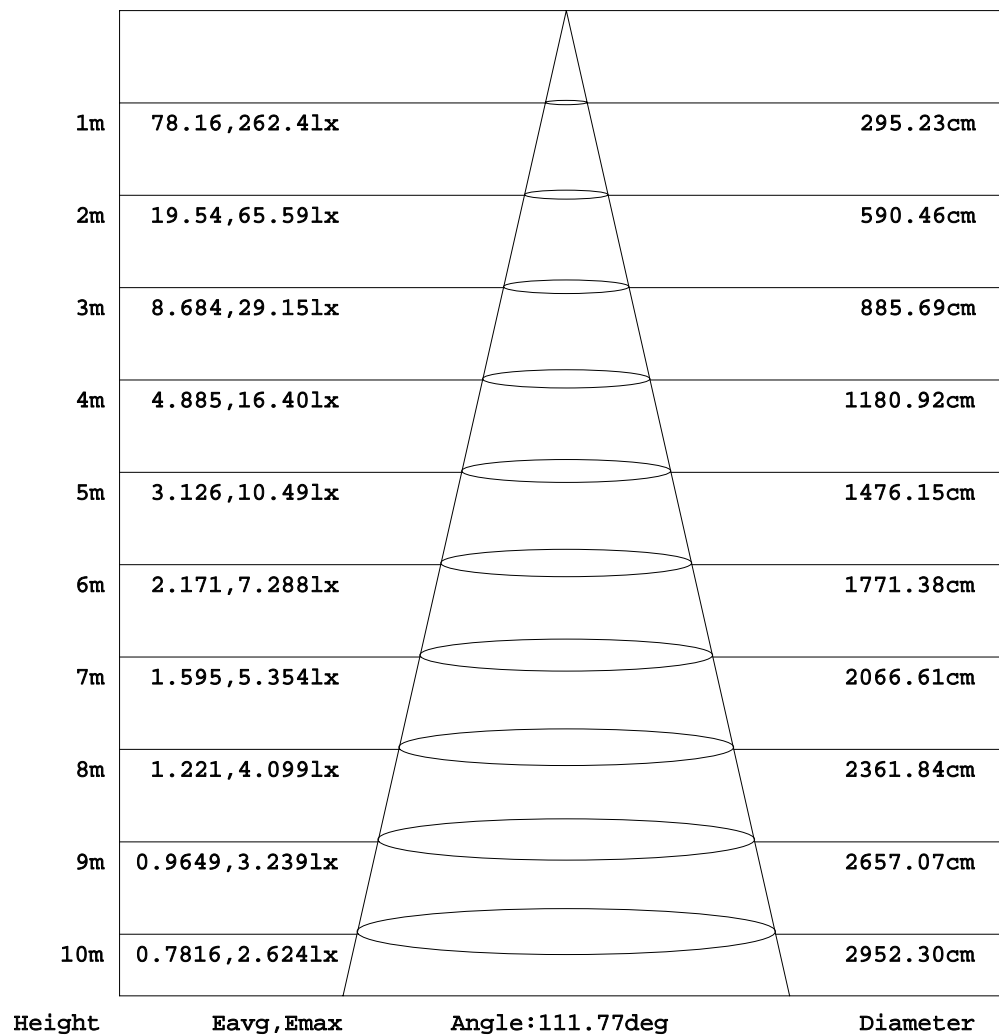 1m 78.16,262.4lx 295.23cm
2m 19.54,65.59lx 590.46cm
3m 8.684,29.15lx 885.69cm
4m 4.885,16.40lx 1180.92cm
5m 3.126,10.49lx 1476.15cm
6m 2.171,7.288lx 1771.38cm
7m 1.595,5.354lx 2066.61cm
8m 1.221,4.099lx 2361.84cm
9m 0.9649,3.239lx 2657.07cm
10m 0.7816,2.624lx 2952.30cm
Height Eavg,Emax Angle:111.77deg Diameter